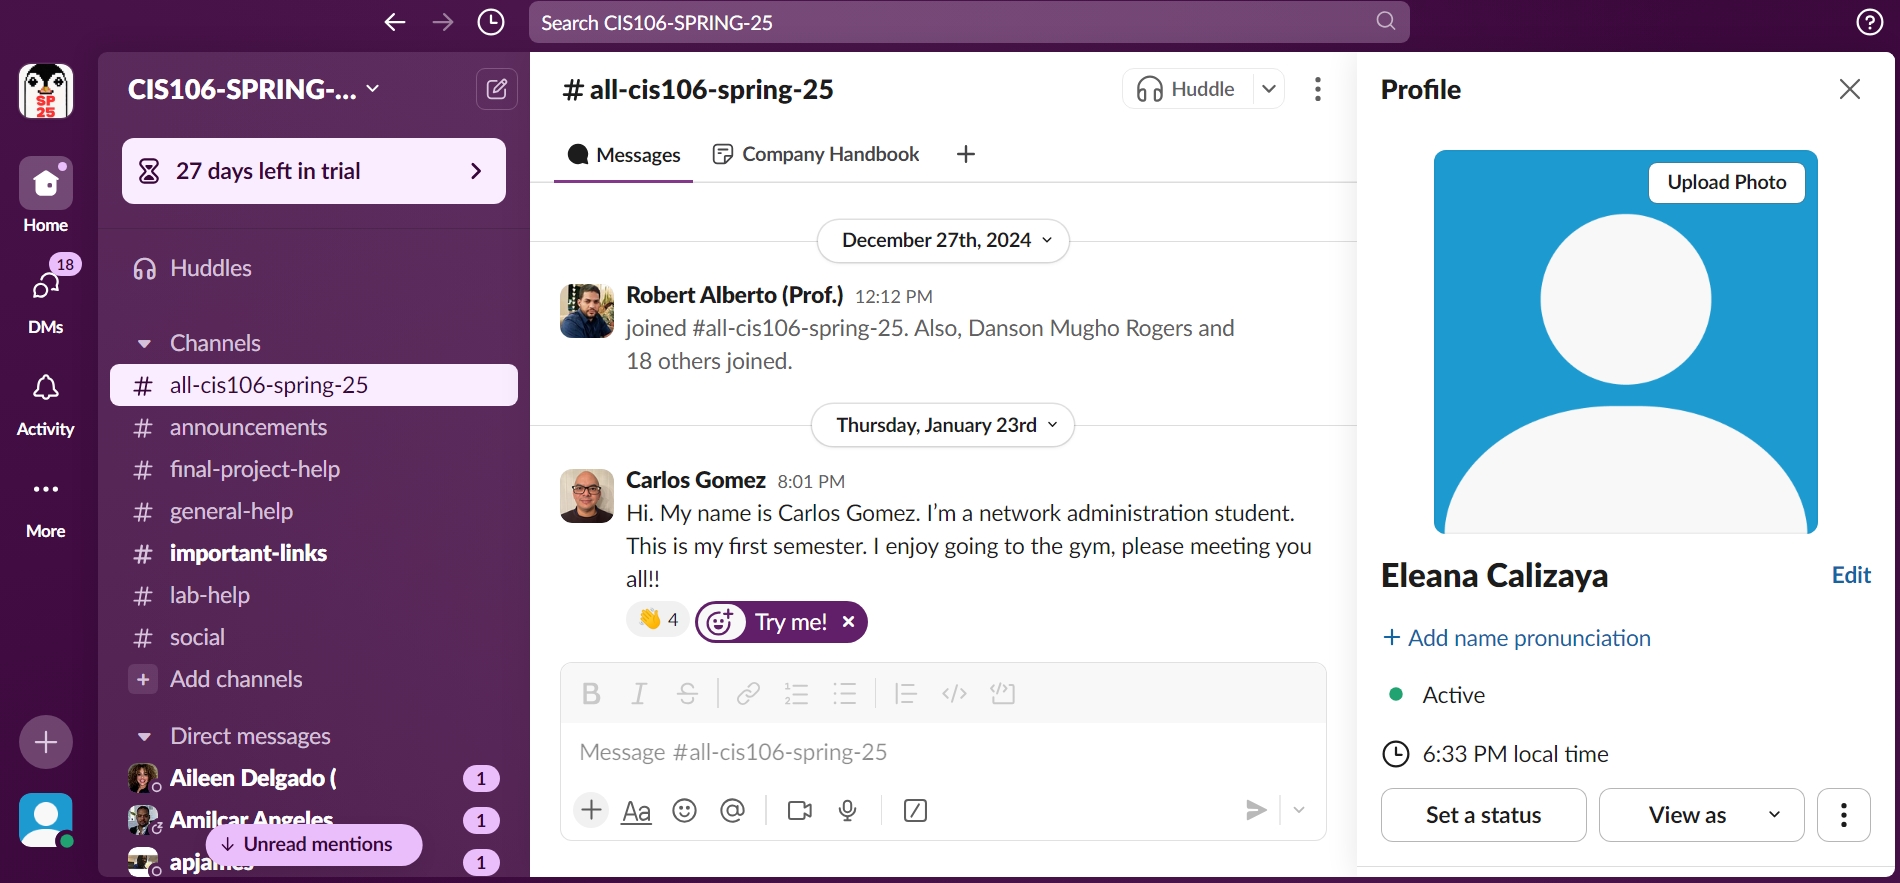 Search CIS106-SPRING-25
SP
25
Home
18
DMs
Activity
More
CIS106-SPRING-...
27 days left in trial
Huddles
Channels
# all-cis106-spring-25
# announcements
# final-project-help
# general-help
# important-links
# lab-help
# social
+ Add channels
Direct messages
Aileen Delgado ( 1
Amilcar Angeles 1
1
↓ Unread mentions
# all-cis106-spring-25
Huddle
Messages
Company Handbook
+
December 27th, 2024
Robert Alberto (Prof.) 12:12 PM
joined #all-cis106-spring-25. Also, Danson Mugho Rogers and
18 others joined.
Thursday, January 23rd
Carlos Gomez 8:01 PM
Hi. My name is Carlos Gomez. I’m a network administration student.
This is my first semester. I enjoy going to the gym, please meeting you
all!!
👏 4
Try me! ×
B I S
Message #all-cis106-spring-25
+ Aa @
Profile
Upload Photo
Eleana Calizaya
Edit
+ Add name pronunciation
Active
6:33 PM local time
Set a status
View as